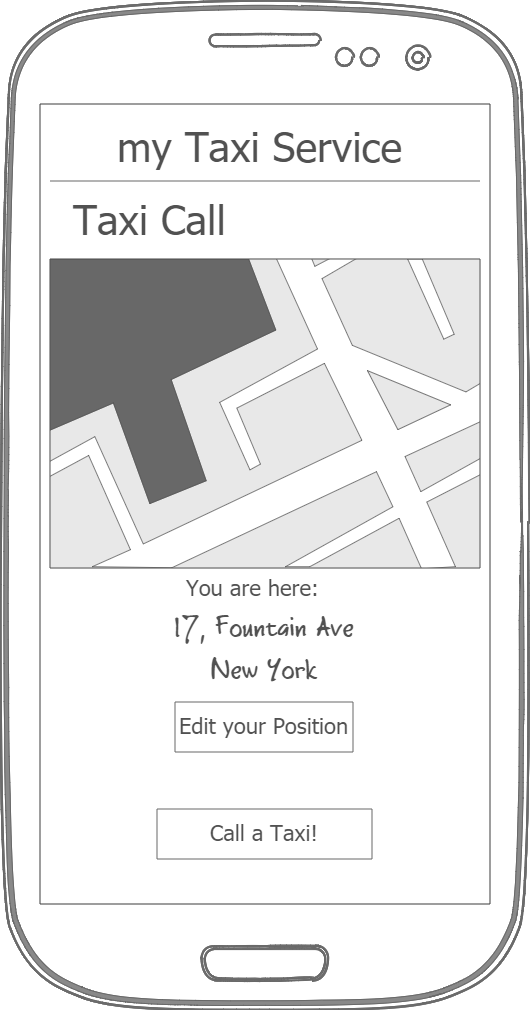 my Taxi Service
Taxi Call
You are here:
17, Fountain Ave
New York
Edit your Position
Call a Taxi!